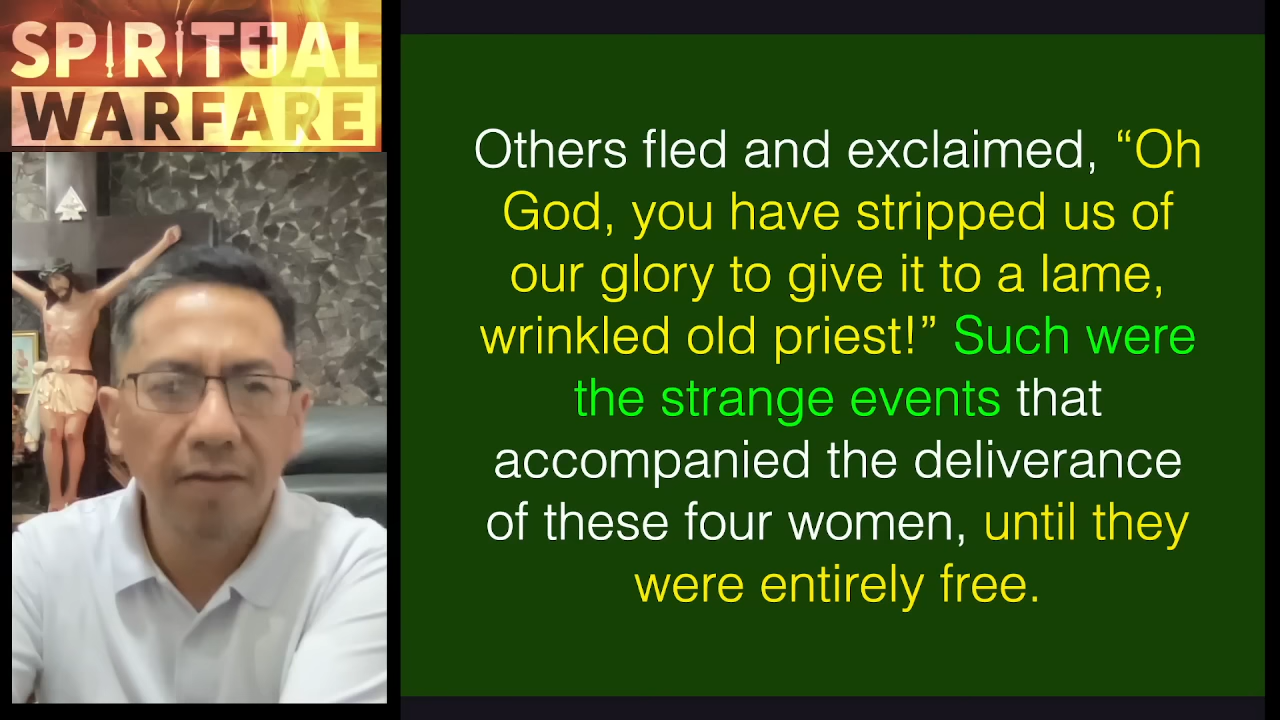 SPIRITUAL
WARFARE
Others fled and exclaimed, “Oh
God, you have stripped us of
our glory to give it to a lame,
wrinkled old priest!” Such were
the strange events that
accompanied the deliverance
of these four women, until they
were entirely free.